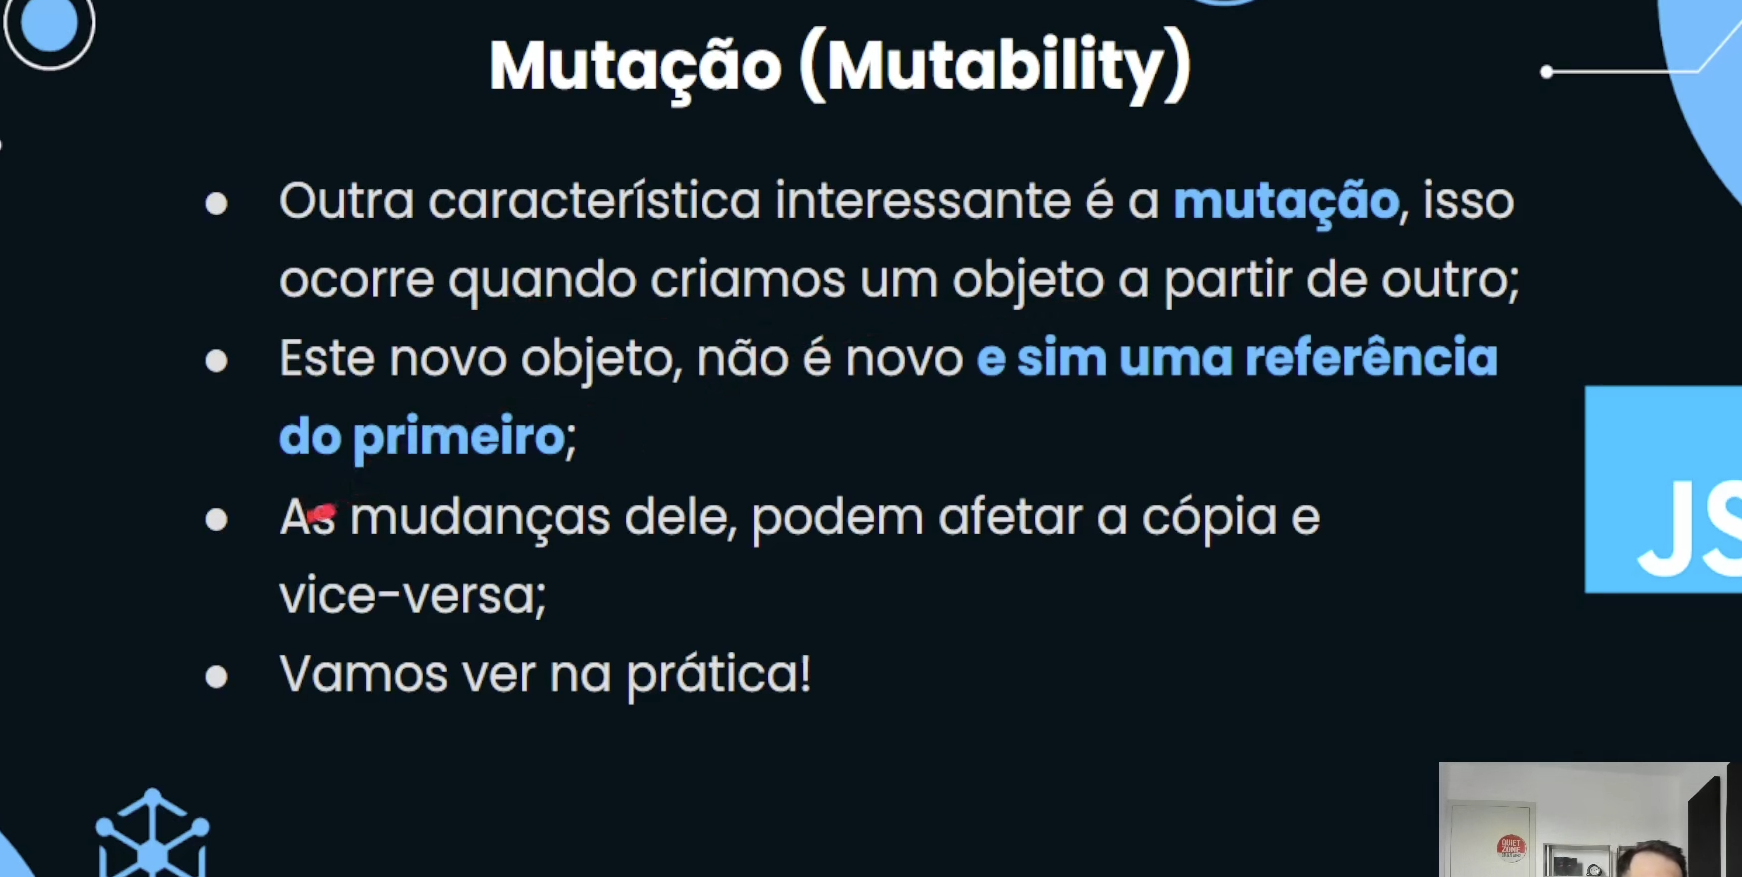 Mutação (Mutability)
● Outra característica interessante é a mutação, isso
ocorre quando criamos um objeto a partir de outro;
● Este novo objeto, não é novo e sim uma referência
do primeiro;
● As mudanças dele, podem afetar a cópia e
vice-versa;
● Vamos ver na prática!
JS
QUIET
ZONE